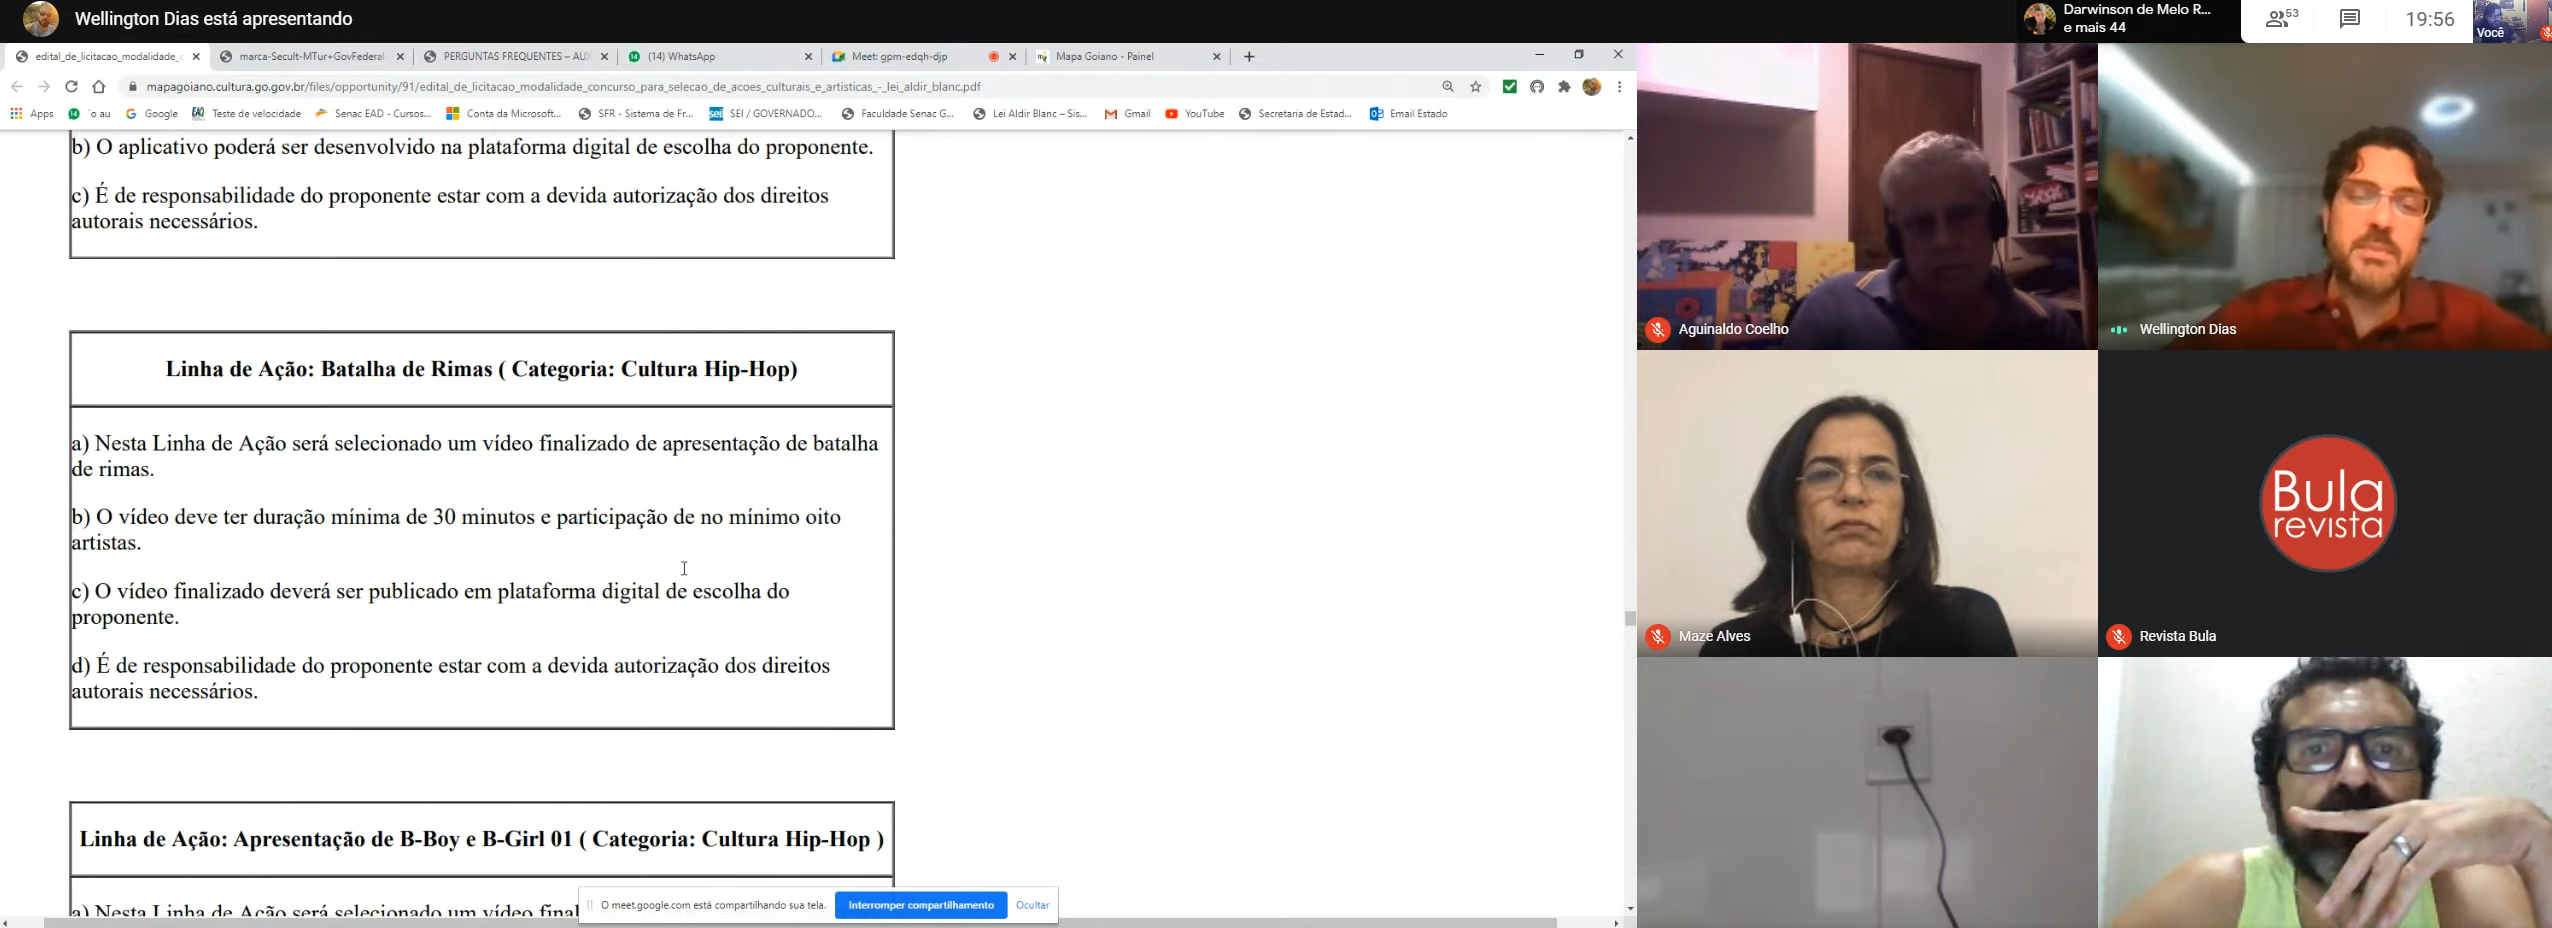 Wellington Dias está apresentando
Darwinson de Melo R...
e mais 44
53
19:56
Você
edital_de_licitacao_modalidade_c
marca-Secult-MTur+GovFederal
PERGUNTAS FREQUENTES – AUX
(14) WhatsApp
Meet: gpm-edqh-djp
Mapa Goiano - Painel
mapagoiano.cultura.go.gov.br/files/opportunity/91/edital_de_licitacao_modalidade_concurso_para_selecao_de_acoes_culturais_e_artisticas_-_lei_aldir_blanc.pdf
Apps
o au
Google
Teste de velocidade
Senac EAD - Cursos...
Conta da Microsoft...
SFR - Sistema de Fr...
sei
SEI / GOVERNADO...
Faculdade Senac G...
Lei Aldir Blanc – Sis...
Gmail
YouTube
Secretaria de Estad...
Email Estado
b) O aplicativo poderá ser desenvolvido na plataforma digital de escolha do proponente.
c) É de responsabilidade do proponente estar com a devida autorização dos direitos
autorais necessários.
Linha de Ação: Batalha de Rimas ( Categoria: Cultura Hip-Hop)
a) Nesta Linha de Ação será selecionado um vídeo finalizado de apresentação de batalha
de rimas.
b) O vídeo deve ter duração mínima de 30 minutos e participação de no mínimo oito
artistas.
c) O vídeo finalizado deverá ser publicado em plataforma digital de escolha do
proponente.
d) É de responsabilidade do proponente estar com a devida autorização dos direitos
autorais necessários.
Linha de Ação: Apresentação de B-Boy e B-Girl 01 ( Categoria: Cultura Hip-Hop )
a) Nesta Linha de Ação será selecionado um vídeo final
O meet.google.com está compartilhando sua tela.
Interromper compartilhamento
Ocultar
Aguinaldo Coelho
Wellington Dias
Maze Alves
Bula
revista
Revista Bula